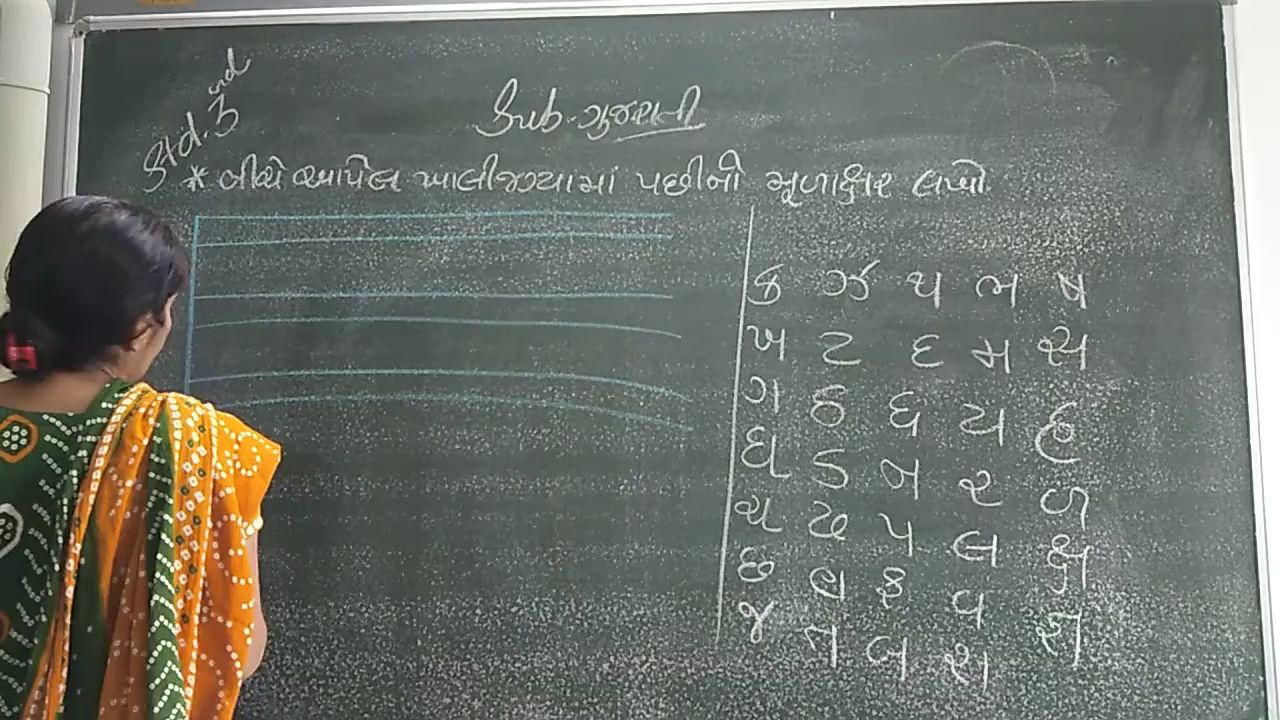 Std. 3rd
Sub- ગુજરાતી
* નીચે આપેલ ખાલીજગ્યામાં પછીનો મૂળાક્ષર લખો
ક ઝ થ ભ ષ
ખ ટ દ મ સ
ગ ઠ ધ ય હ
ઘ ડ ન ર ળ
ચ ઢ પ લ ક્ષ
છ ણ ફ વ જ્ઞ
જ ત બ શ